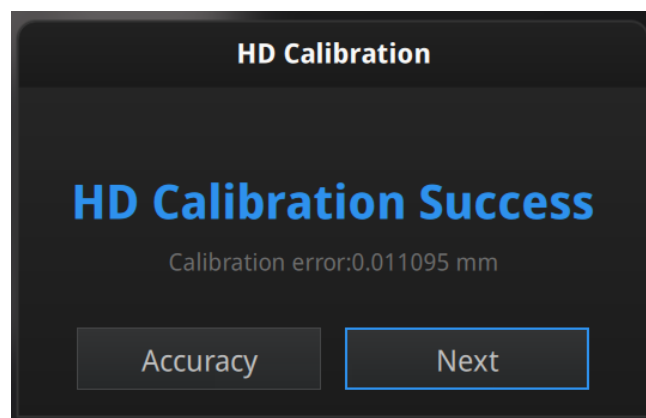 HD Calibration
HD Calibration Success
Calibration error:0.011095 mm
Accuracy
Next